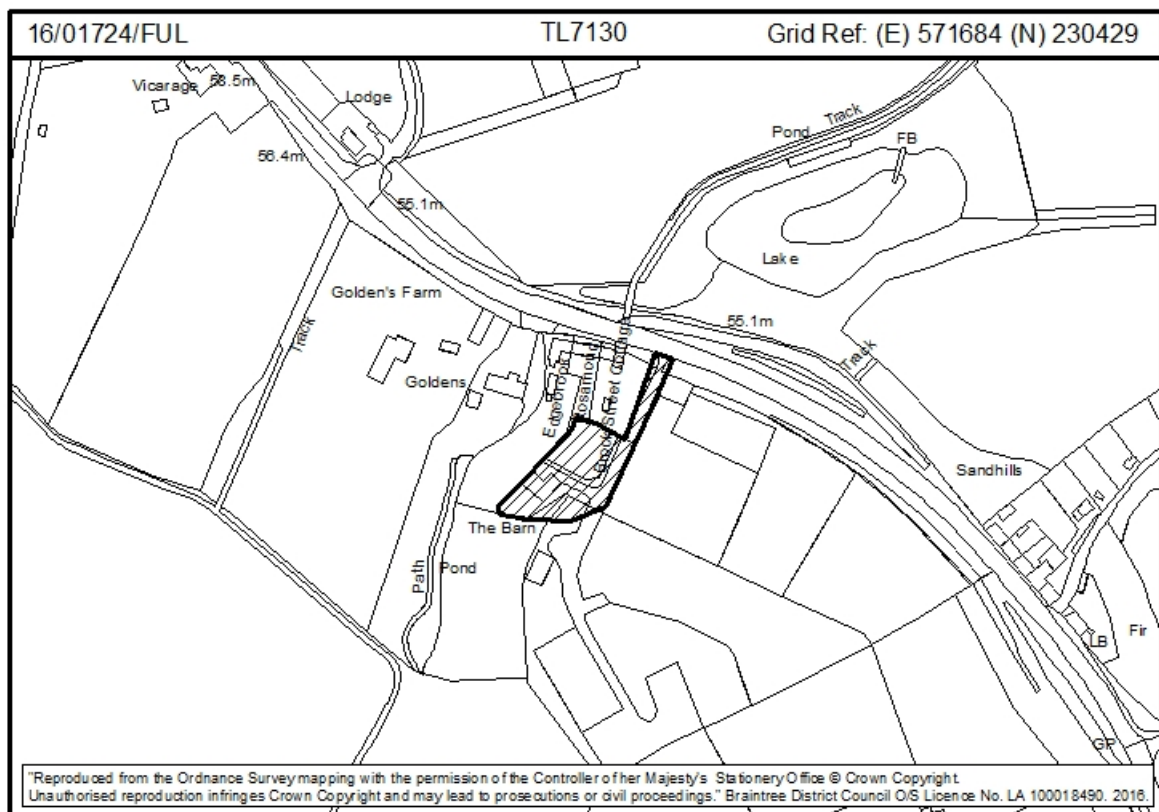 16/01724/FUL TL7130 Grid Ref: (E) 571684 (N) 230429
Vicarage
58.5m
Lodge
56.4m
55.1m
Track
Pond
FB
Lake
Golden's Farm
Track
55.1m
Track
Goldens
Edgebrook
Rosamound
Brook Street Cottage
Sandhills
The Barn
Path
Pond
LB
Fir
GP
"Reproduced from the Ordnance Survey mapping with the permission of the Controller of her Majesty's Stationery Office © Crown Copyright.
Unauthorised reproduction infringes Crown Copyright and may lead to prosecutions or civil proceedings." Braintree District Council O/S Licence No. LA 100018490. 2016.